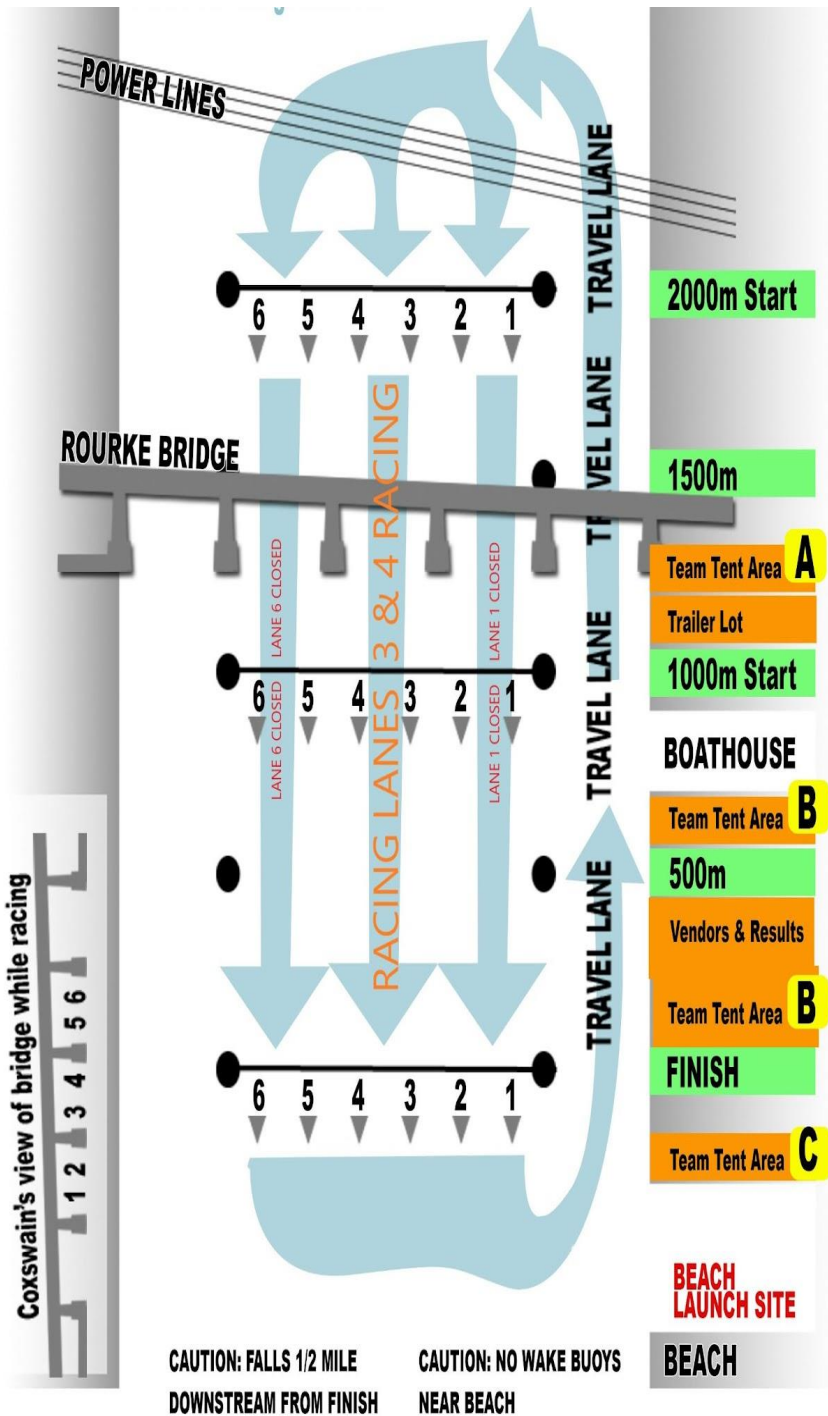 POWER LINES
TRAVEL LANE
2000m Start
6 5 4 3 2 1
TRAVEL LANE
ROURKE BRIDGE
1500m
RACING LANES 3 & 4 RACING
LANE 6 CLOSED
LANE 1 CLOSED
Team Tent Area A
Trailer Lot
1000m Start
6 5 4 3 2 1
LANE 6 CLOSED
LANE 1 CLOSED
TRAVEL LANE
BOATHOUSE
Team Tent Area B
500m
TRAVEL LANE
Vendors & Results
Team Tent Area B
FINISH
6 5 4 3 2 1
Team Tent Area C
Coxswain's view of bridge while racing
1 2 3 4 5 6
BEACH
LAUNCH SITE
BEACH
CAUTION: FALLS 1/2 MILE
DOWNSTREAM FROM FINISH
CAUTION: NO WAKE BUOYS
NEAR BEACH